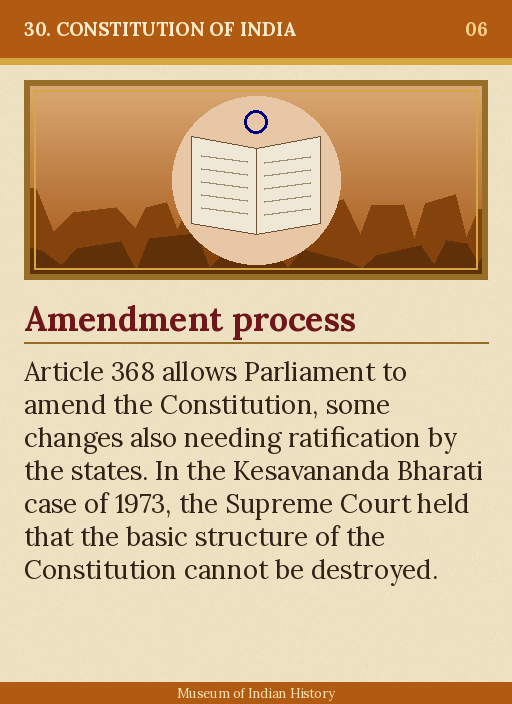 30. CONSTITUTION OF INDIA 06
Amendment process
Article 368 allows Parliament to
amend the Constitution, some
changes also needing ratification by
the states. In the Kesavananda Bharati
case of 1973, the Supreme Court held
that the basic structure of the
Constitution cannot be destroyed.
Museum of Indian History